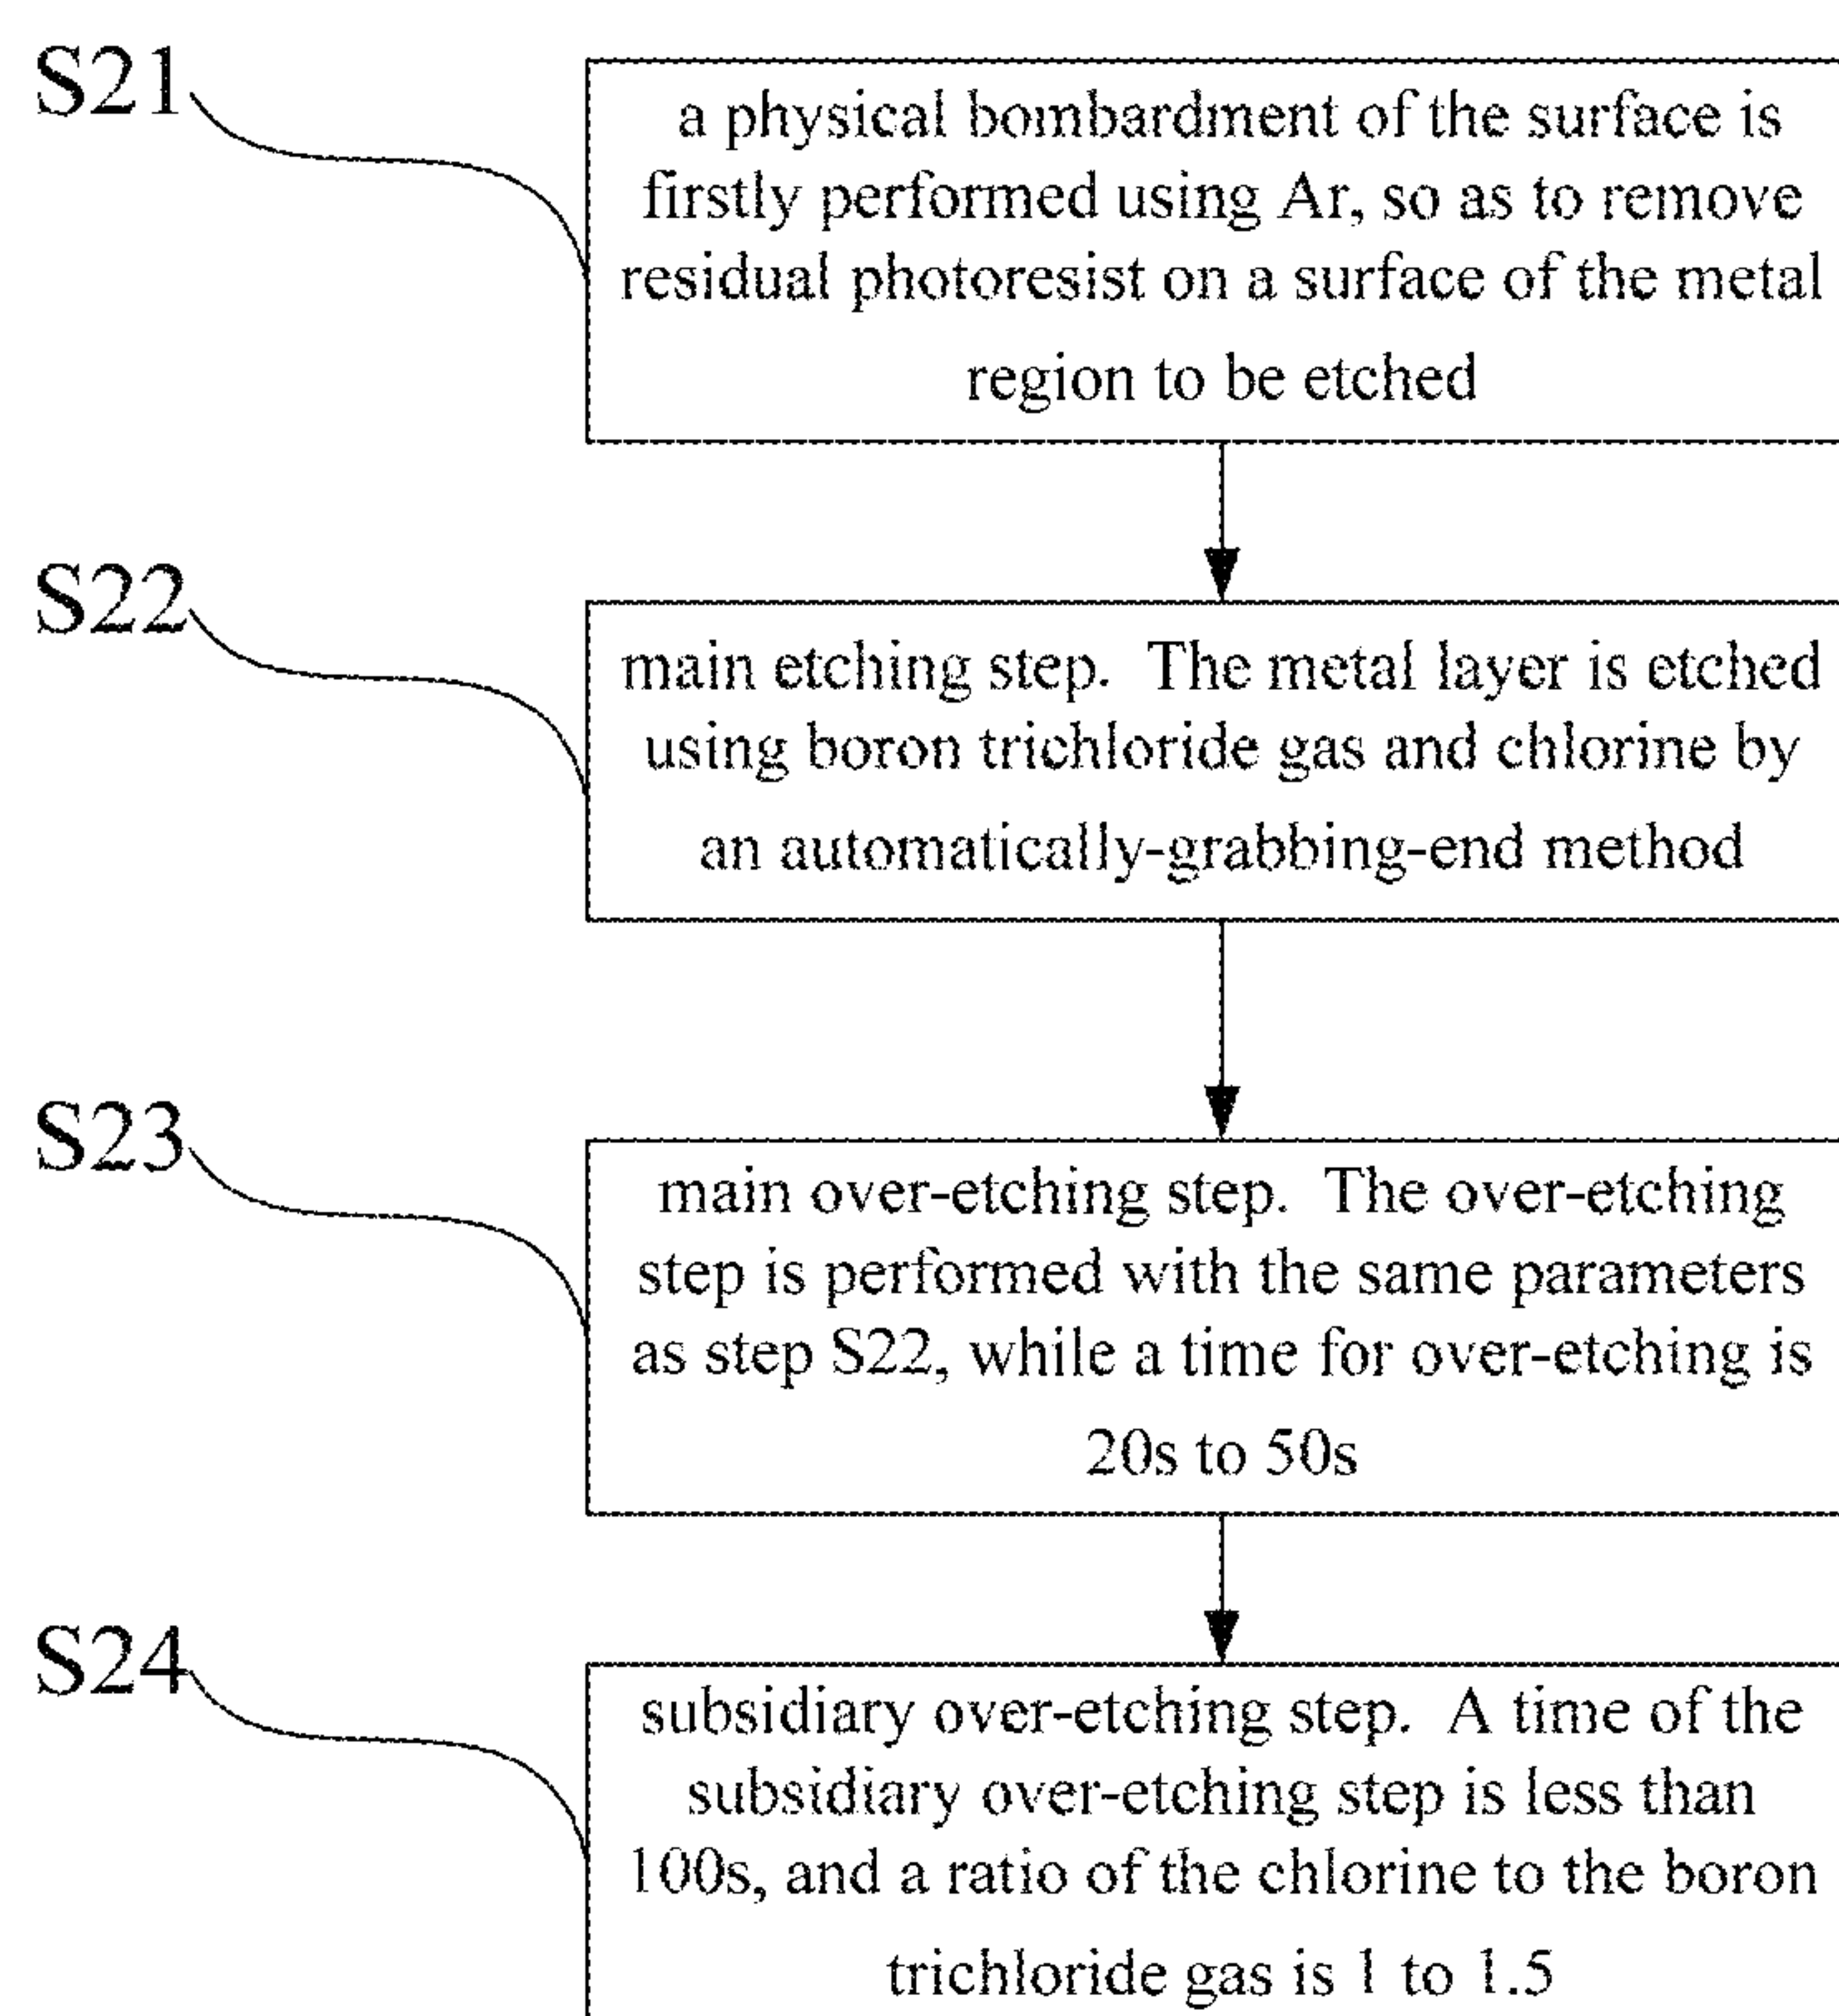 S21
a physical bombardment of the surface is
firstly performed using Ar, so as to remove
residual photoresist on a surface of the metal
region to be etched
S22
main etching step. The metal layer is etched
using boron trichloride gas and chlorine by
an automatically-grabbing-end method
S23
main over-etching step. The over-etching
step is performed with the same parameters
as step S22, while a time for over-etching is
20s to 50s
S24
subsidiary over-etching step. A time of the
subsidiary over-etching step is less than
100s, and a ratio of the chlorine to the boron
trichloride gas is 1 to 1.5